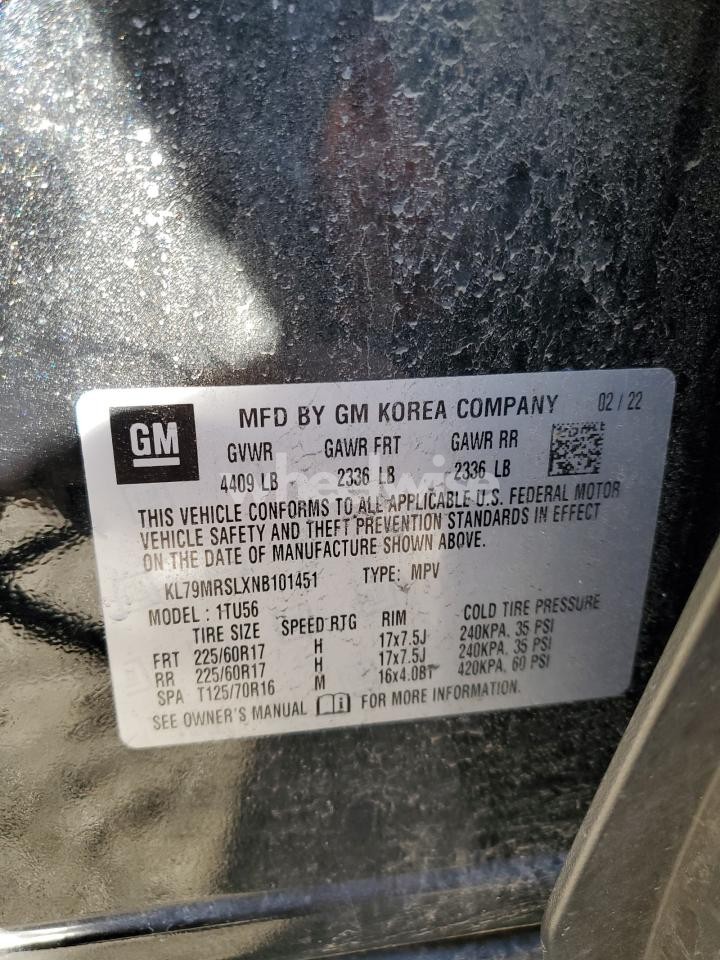 GM
MFD BY GM KOREA COMPANY 02 / 22
GVWR GAWR FRT GAWR RR
4409 LB 2336 LB 2336 LB
wheelwise
THIS VEHICLE CONFORMS TO ALL APPLICABLE U.S. FEDERAL MOTOR
VEHICLE SAFETY AND THEFT PREVENTION STANDARDS IN EFFECT
ON THE DATE OF MANUFACTURE SHOWN ABOVE.
KL79MRSLXNB101451 TYPE: MPV
MODEL : 1TU56
TIRE SIZE SPEED RTG RIM COLD TIRE PRESSURE
FRT 225/60R17 H 17x7.5J 240KPA, 35 PSI
RR 225/60R17 H 17x7.5J 240KPA, 35 PSI
SPA T125/70R16 M 16x4.0BT 420KPA, 60 PSI
SEE OWNER'S MANUAL FOR MORE INFORMATION.